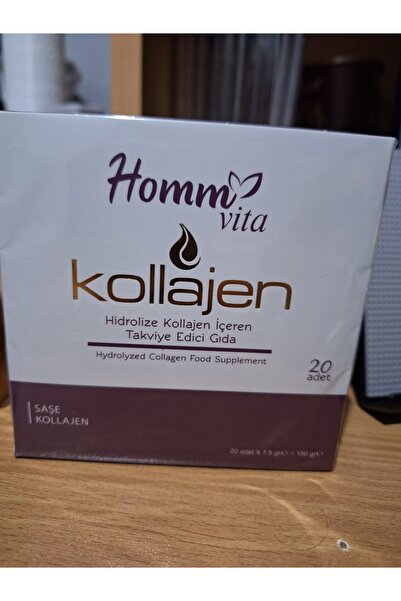 Homm
vita
kollajen
Hidrolize Kollajen İçeren
Takviye Edici Gıda
Hydrolyzed Collagen Food Supplement
20
adet
SAŞE
KOLLAJEN
20 adet X 7.5 gr℮ = 150 gr℮